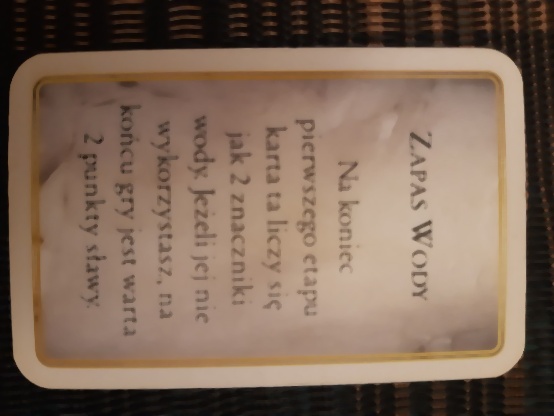 ZAPAS WODY
Na koniec
pierwszego etapu
karta ta liczy się
jak 2 znaczniki
wody. Jeżeli jej nie
wykorzystasz, na
końcu gry jest warta
2 punkty sławy.